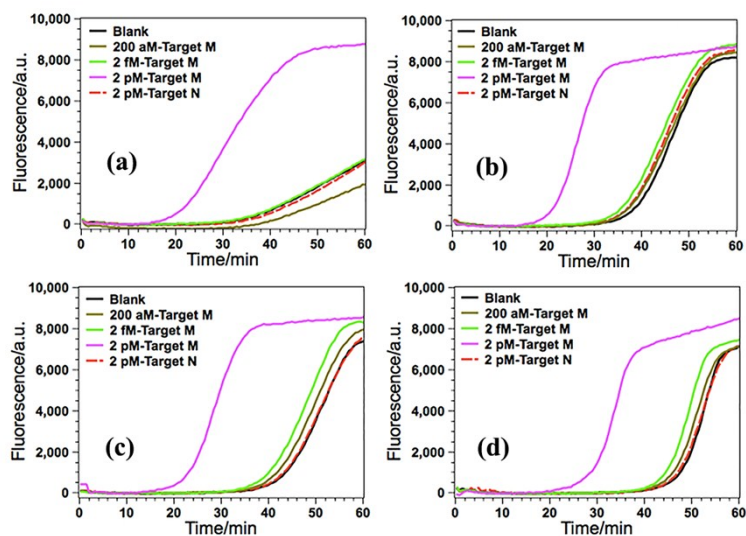 10,000
8,000
6,000
4,000
2,000
0
Fluorescence/a.u.
Blank
200 aM-Target M
2 fM-Target M
2 pM-Target M
2 pM-Target N
(a)
0 10 20 30 40 50 60
Time/min
10,000
8,000
6,000
4,000
2,000
0
Fluorescence/a.u.
Blank
200 aM-Target M
2 fM-Target M
2 pM-Target M
2 pM-Target N
(b)
0 10 20 30 40 50 60
Time/min
10,000
8,000
6,000
4,000
2,000
0
Fluorescence/a.u.
Blank
200 aM-Target M
2 fM-Target M
2 pM-Target M
2 pM-Target N
(c)
0 10 20 30 40 50 60
Time/min
10,000
8,000
6,000
4,000
2,000
0
Fluorescence/a.u.
Blank
200 aM-Target M
2 fM-Target M
2 pM-Target M
2 pM-Target N
(d)
0 10 20 30 40 50 60
Time/min